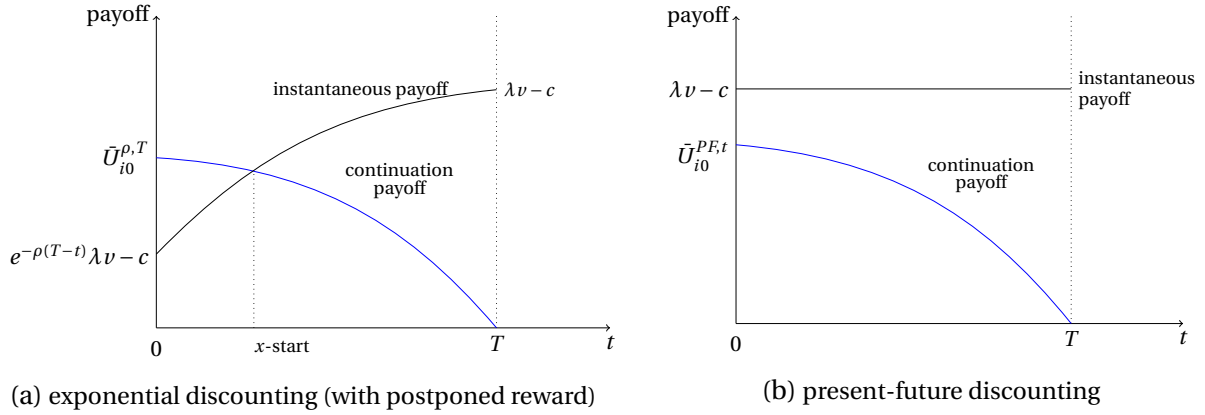 payoff
instantaneous payoff
λv − c
Ū_{i0}^{ρ,T}
continuation
payoff
e^{−ρ(T−t)}λv − c
0
x-start
T
t
(a) exponential discounting (with postponed reward)
payoff
λv − c
instantaneous
payoff
Ū_{i0}^{PF,t}
continuation
payoff
0
T
t
(b) present-future discounting